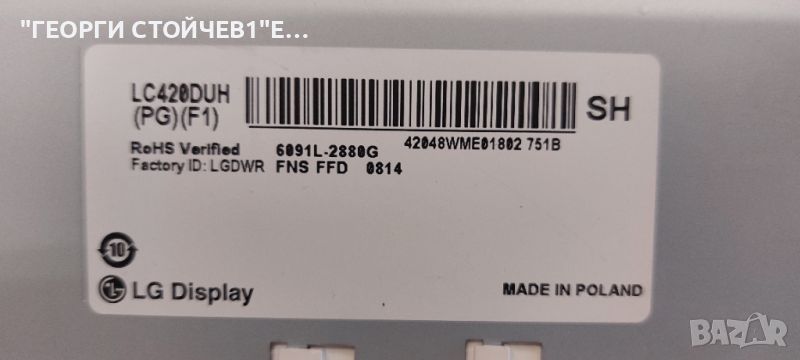 "ГЕОРГИ СТОЙЧЕВ1"Е...
LC420DUH
(PG)(F1)
SH
RoHS Verified 6091L-2880G 42048WME01802 751B
Factory ID: LGDWR FNS FFD 0814
10
LG Display
MADE IN POLAND
BAZAR